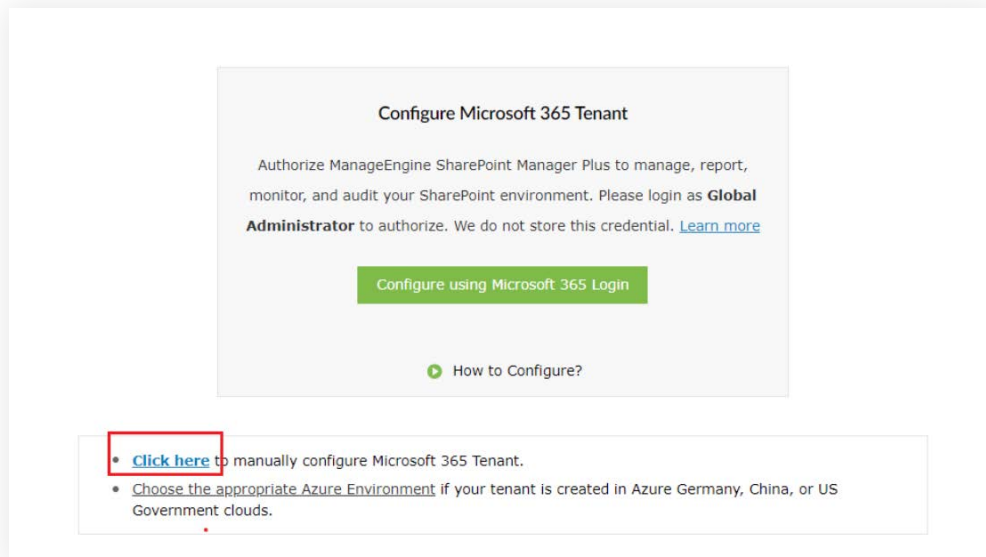 Configure Microsoft 365 Tenant
Authorize ManageEngine SharePoint Manager Plus to manage, report,
monitor, and audit your SharePoint environment. Please login as Global
Administrator to authorize. We do not store this credential. Learn more
Configure using Microsoft 365 Login
How to Configure?
Click here to manually configure Microsoft 365 Tenant.
Choose the appropriate Azure Environment if your tenant is created in Azure Germany, China, or US
Government clouds.